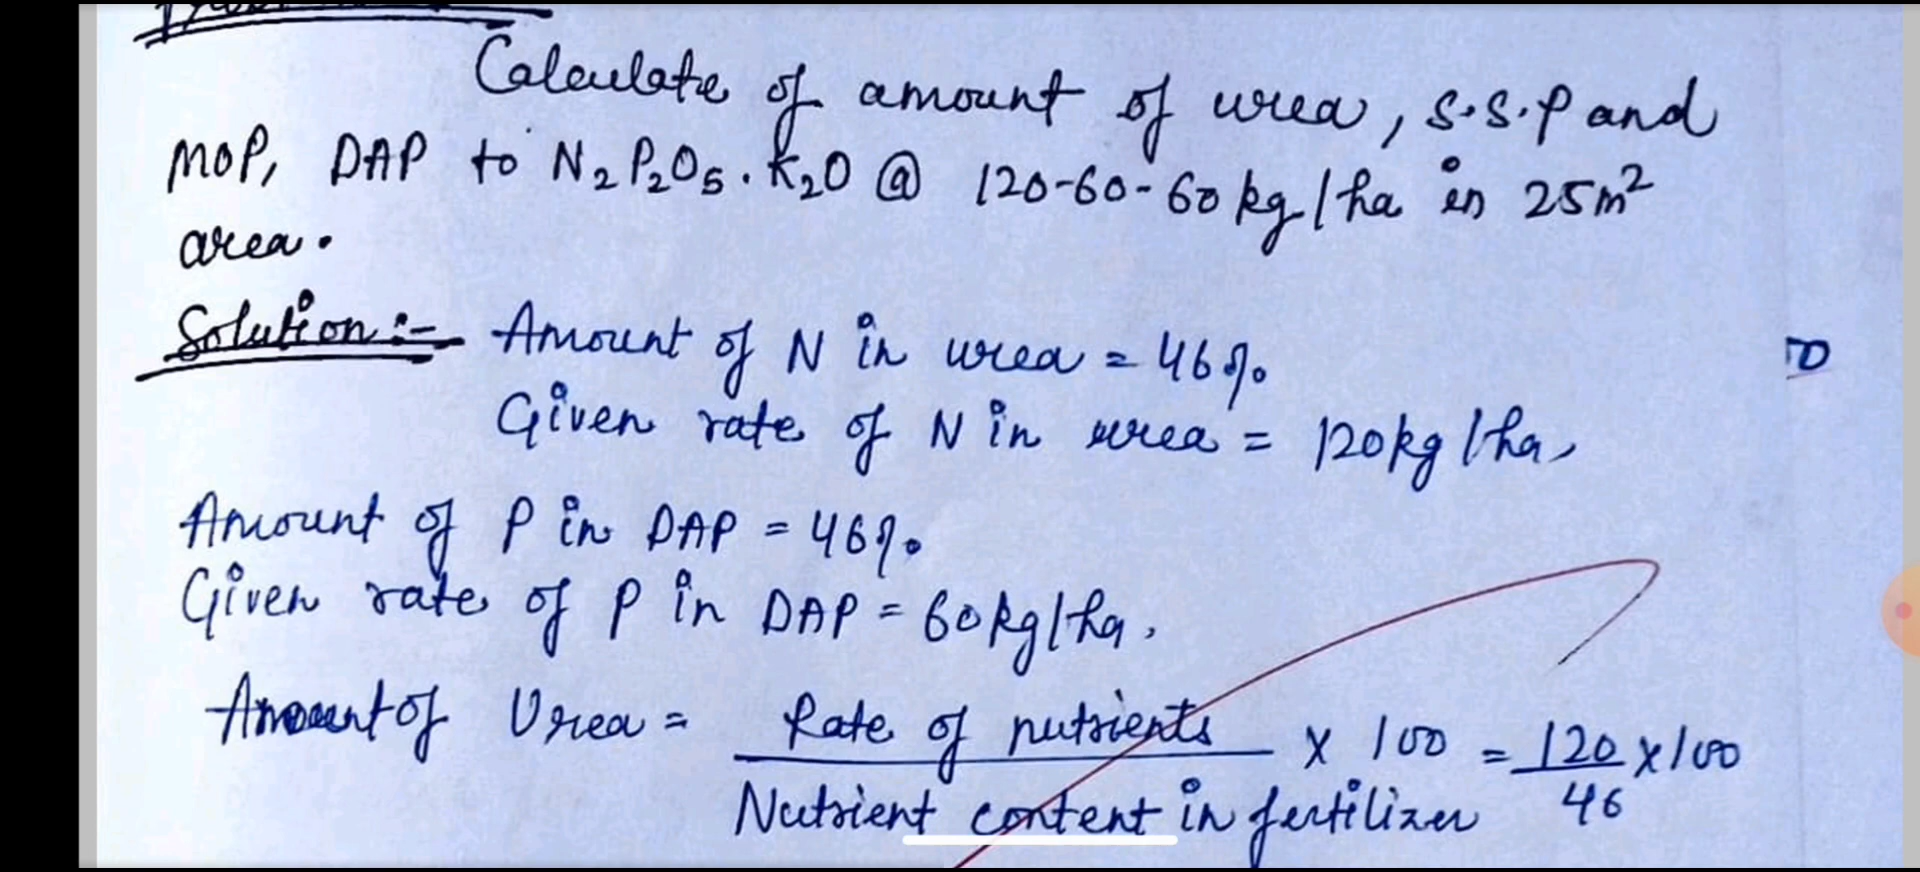 Calculate of amount of urea, S.S.P and
MOP, DAP to N₂P₂O₅.K₂O @ 120-60-60 kg/ha in 25m²
area.
Solution:- Amount of N in urea = 46%
Given rate of N in urea = 120kg/ha,
Amount of P in DAP = 46%
Given rate of P in DAP = 60kg/ha.
Amount of Urea = Rate of nutrients / Nutrient content in fertilizer x 100 = 120/46 x 100